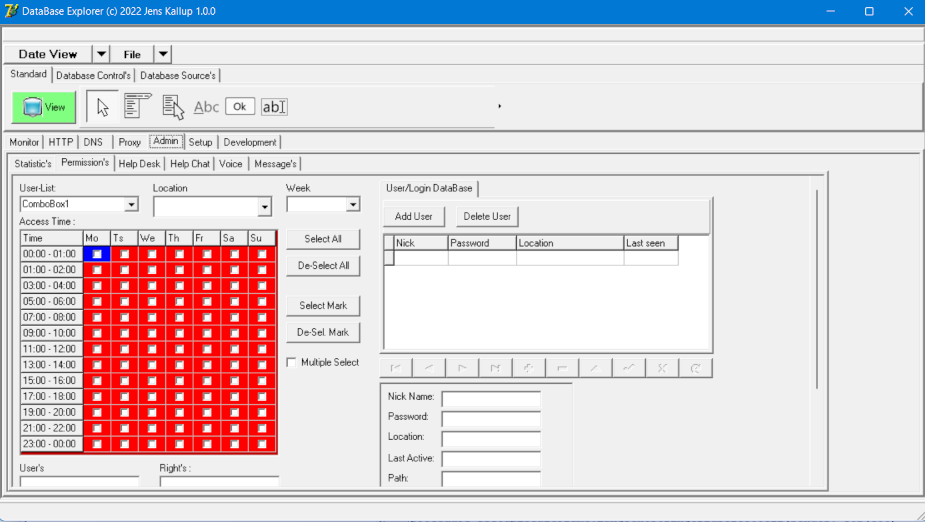 DataBase Explorer (c) 2022 Jens Kallup 1.0.0
Date View File
Standard Database Control's Database Source's
View Abc Ok ab
Monitor HTTP DNS Proxy Admin Setup Development
Statistic's Permission's Help Desk Help Chat Voice Message's
User-List: Location Week User/Login DataBase
ComboBox1
Add User Delete User
Access Time :
Time Mo Ts We Th Fr Sa Su
Select All
Nick Password Location Last seen
00:00 - 01:00
01:00 - 02:00
De-Select All
03:00 - 04:00
05:00 - 06:00
Select Mark
07:00 - 08:00
09:00 - 10:00
De-Sel. Mark
11:00 - 12:00
13:00 - 14:00
Multiple Select
15:00 - 16:00
17:00 - 18:00
Nick Name:
19:00 - 20:00
Password:
21:00 - 22:00
Location:
23:00 - 00:00
Last Active:
User's Right's :
Path: